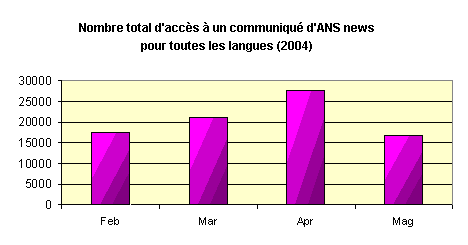 Nombre total d'accès à un communiqué d'ANS news
pour toutes les langues (2004)
30000
25000
20000
15000
10000
5000
0
Feb Mar Apr Mag